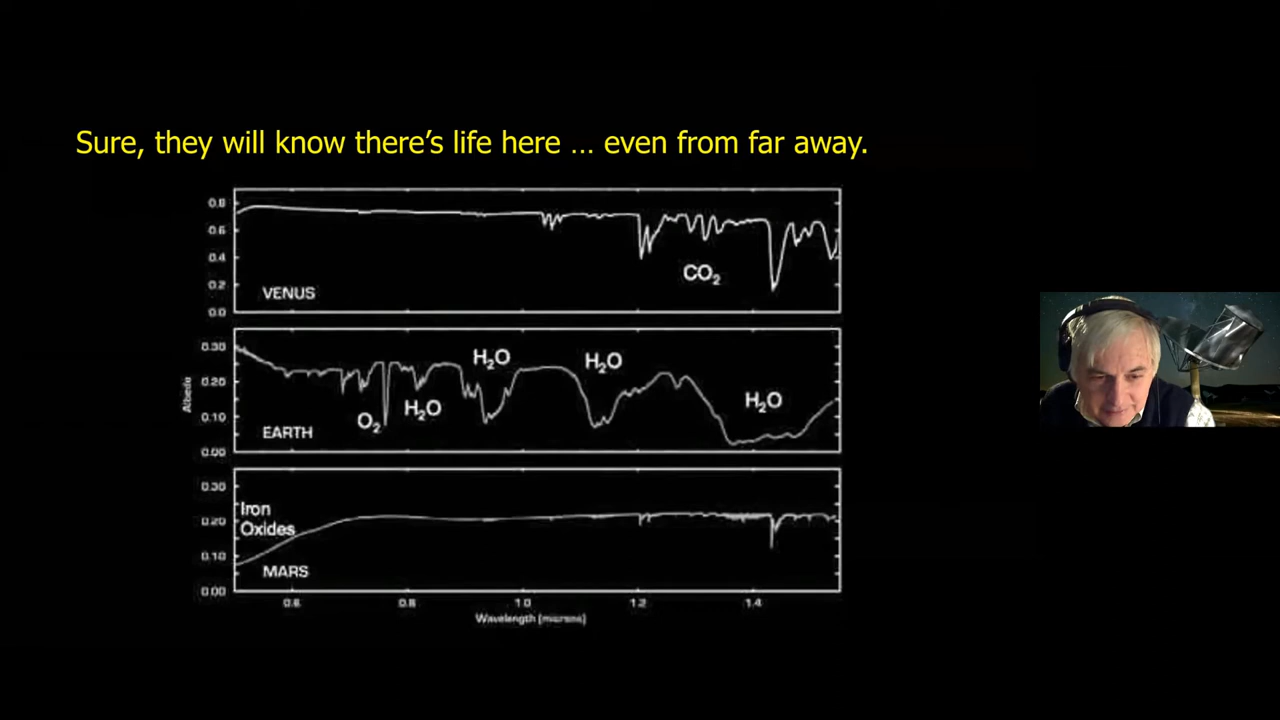 Sure, they will know there's life here ... even from far away.
0.8
0.6
0.4
0.2
0.0
CO₂
VENUS
0.30
0.20
0.10
0.00
Albedo
H₂O
H₂O
O₂
H₂O
H₂O
EARTH
0.30
0.20
0.10
0.00
Iron
Oxides
MARS
0.6 0.8 1.0 1.2 1.4
Wavelength (microns)